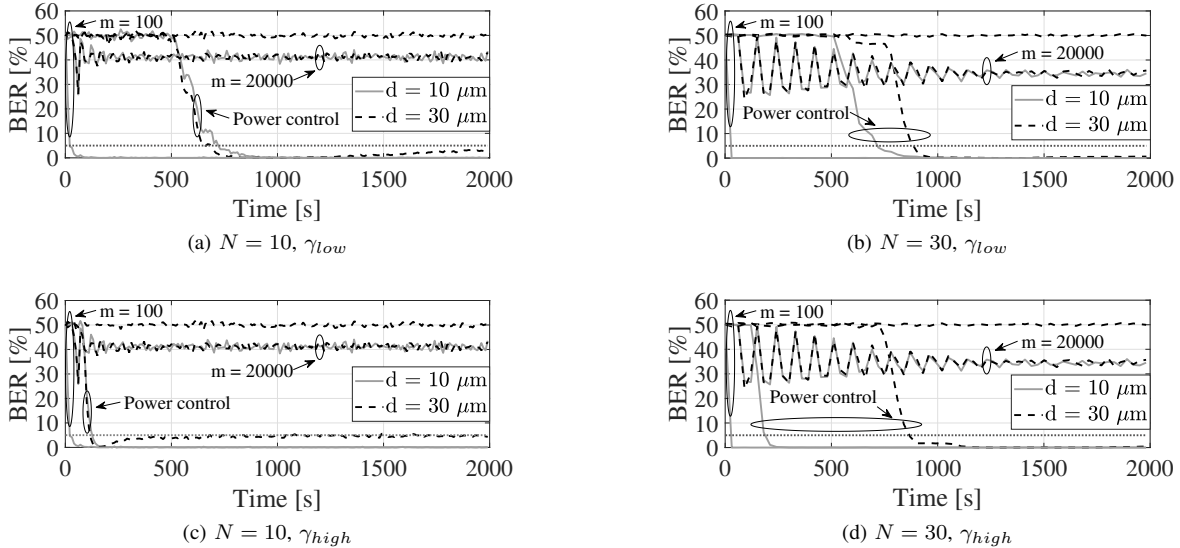 60
50
40
30
20
10
0
BER [%]
m = 100
m = 20000
Power control
d = 10 μm
d = 30 μm
0 500 1000 1500 2000
Time [s]
(a) N = 10, γlow
60
50
40
30
20
10
0
BER [%]
m = 100
m = 20000
Power control
d = 10 μm
d = 30 μm
0 500 1000 1500 2000
Time [s]
(b) N = 30, γlow
60
50
40
30
20
10
0
BER [%]
m = 100
m = 20000
Power control
d = 10 μm
d = 30 μm
0 500 1000 1500 2000
Time [s]
(c) N = 10, γhigh
60
50
40
30
20
10
0
BER [%]
m = 100
m = 20000
Power control
d = 10 μm
d = 30 μm
0 500 1000 1500 2000
Time [s]
(d) N = 30, γhigh